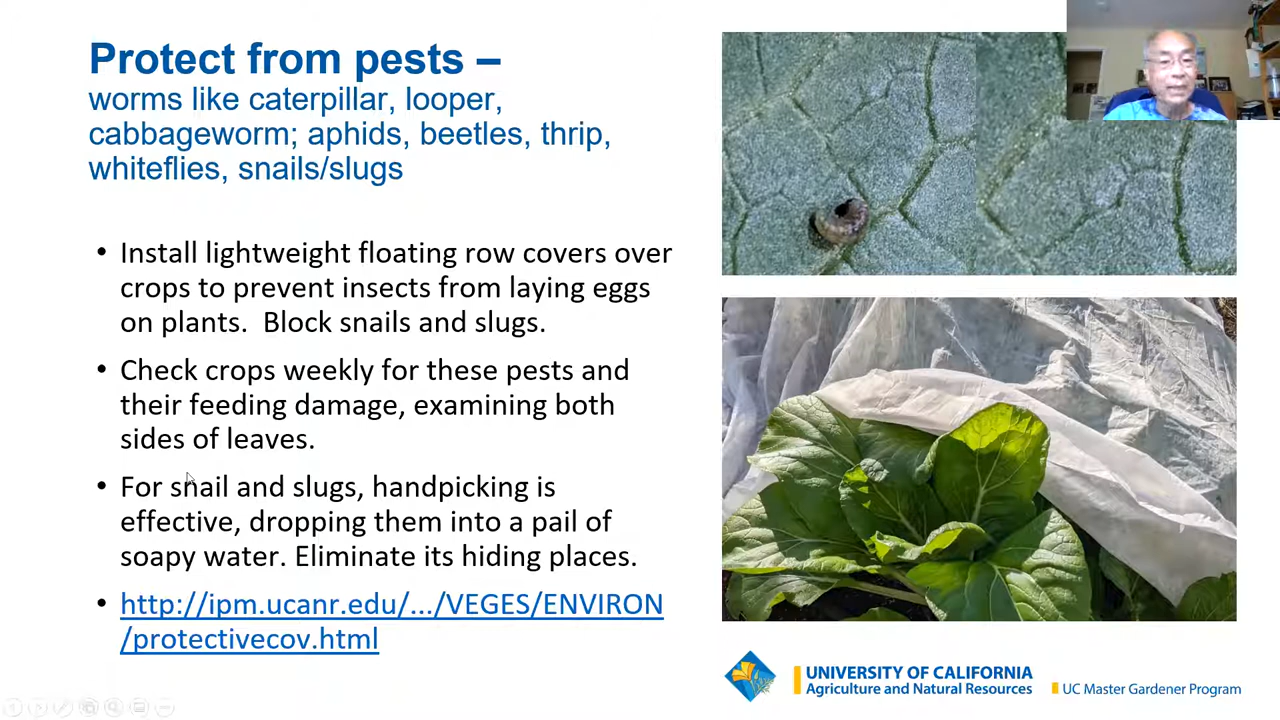 Protect from pests –
worms like caterpillar, looper,
cabbageworm; aphids, beetles, thrip,
whiteflies, snails/slugs
• Install lightweight floating row covers over
crops to prevent insects from laying eggs
on plants.  Block snails and slugs.
• Check crops weekly for these pests and
their feeding damage, examining both
sides of leaves.
• For snail and slugs, handpicking is
effective, dropping them into a pail of
soapy water. Eliminate its hiding places.
• http://ipm.ucanr.edu/.../VEGES/ENVIRON
/protectivecov.html
UNIVERSITY OF CALIFORNIA
Agriculture and Natural Resources
UC Master Gardener Program